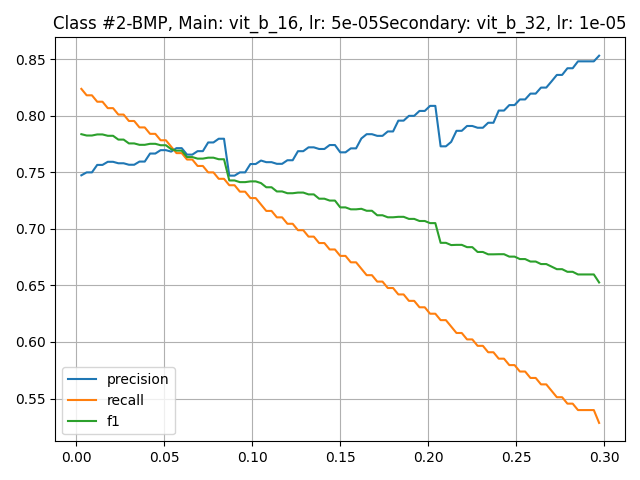 Class #2-BMP, Main: vit_b_16, lr: 5e-05Secondary: vit_b_32, lr: 1e-05
0.85
0.80
0.75
0.70
0.65
0.60
0.55
precision
recall
f1
0.00 0.05 0.10 0.15 0.20 0.25 0.30